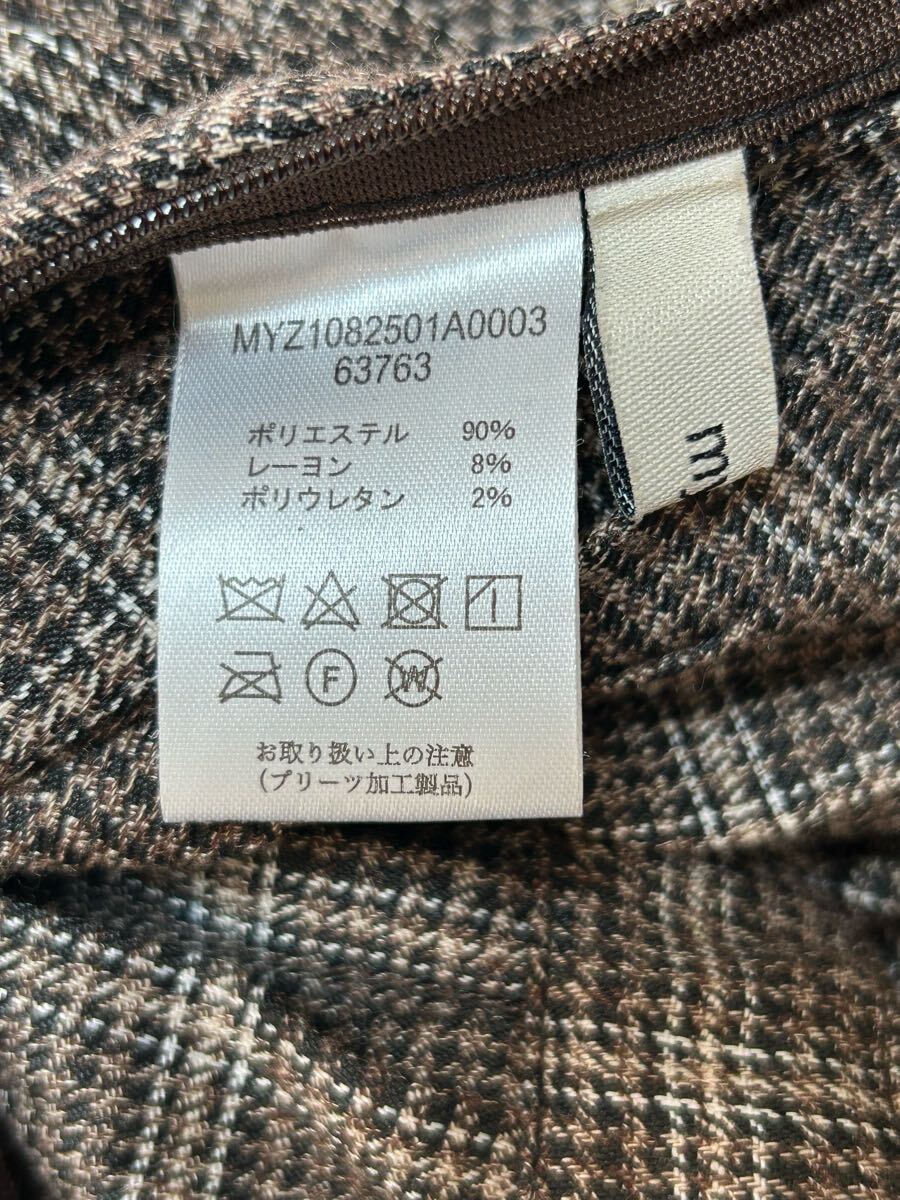 MYZ1082501A0003
63763
ポリエステル 90%
レーヨン 8%
ポリウレタン 2%
F
W
お取り扱い上の注意
(プリーツ加工製品)